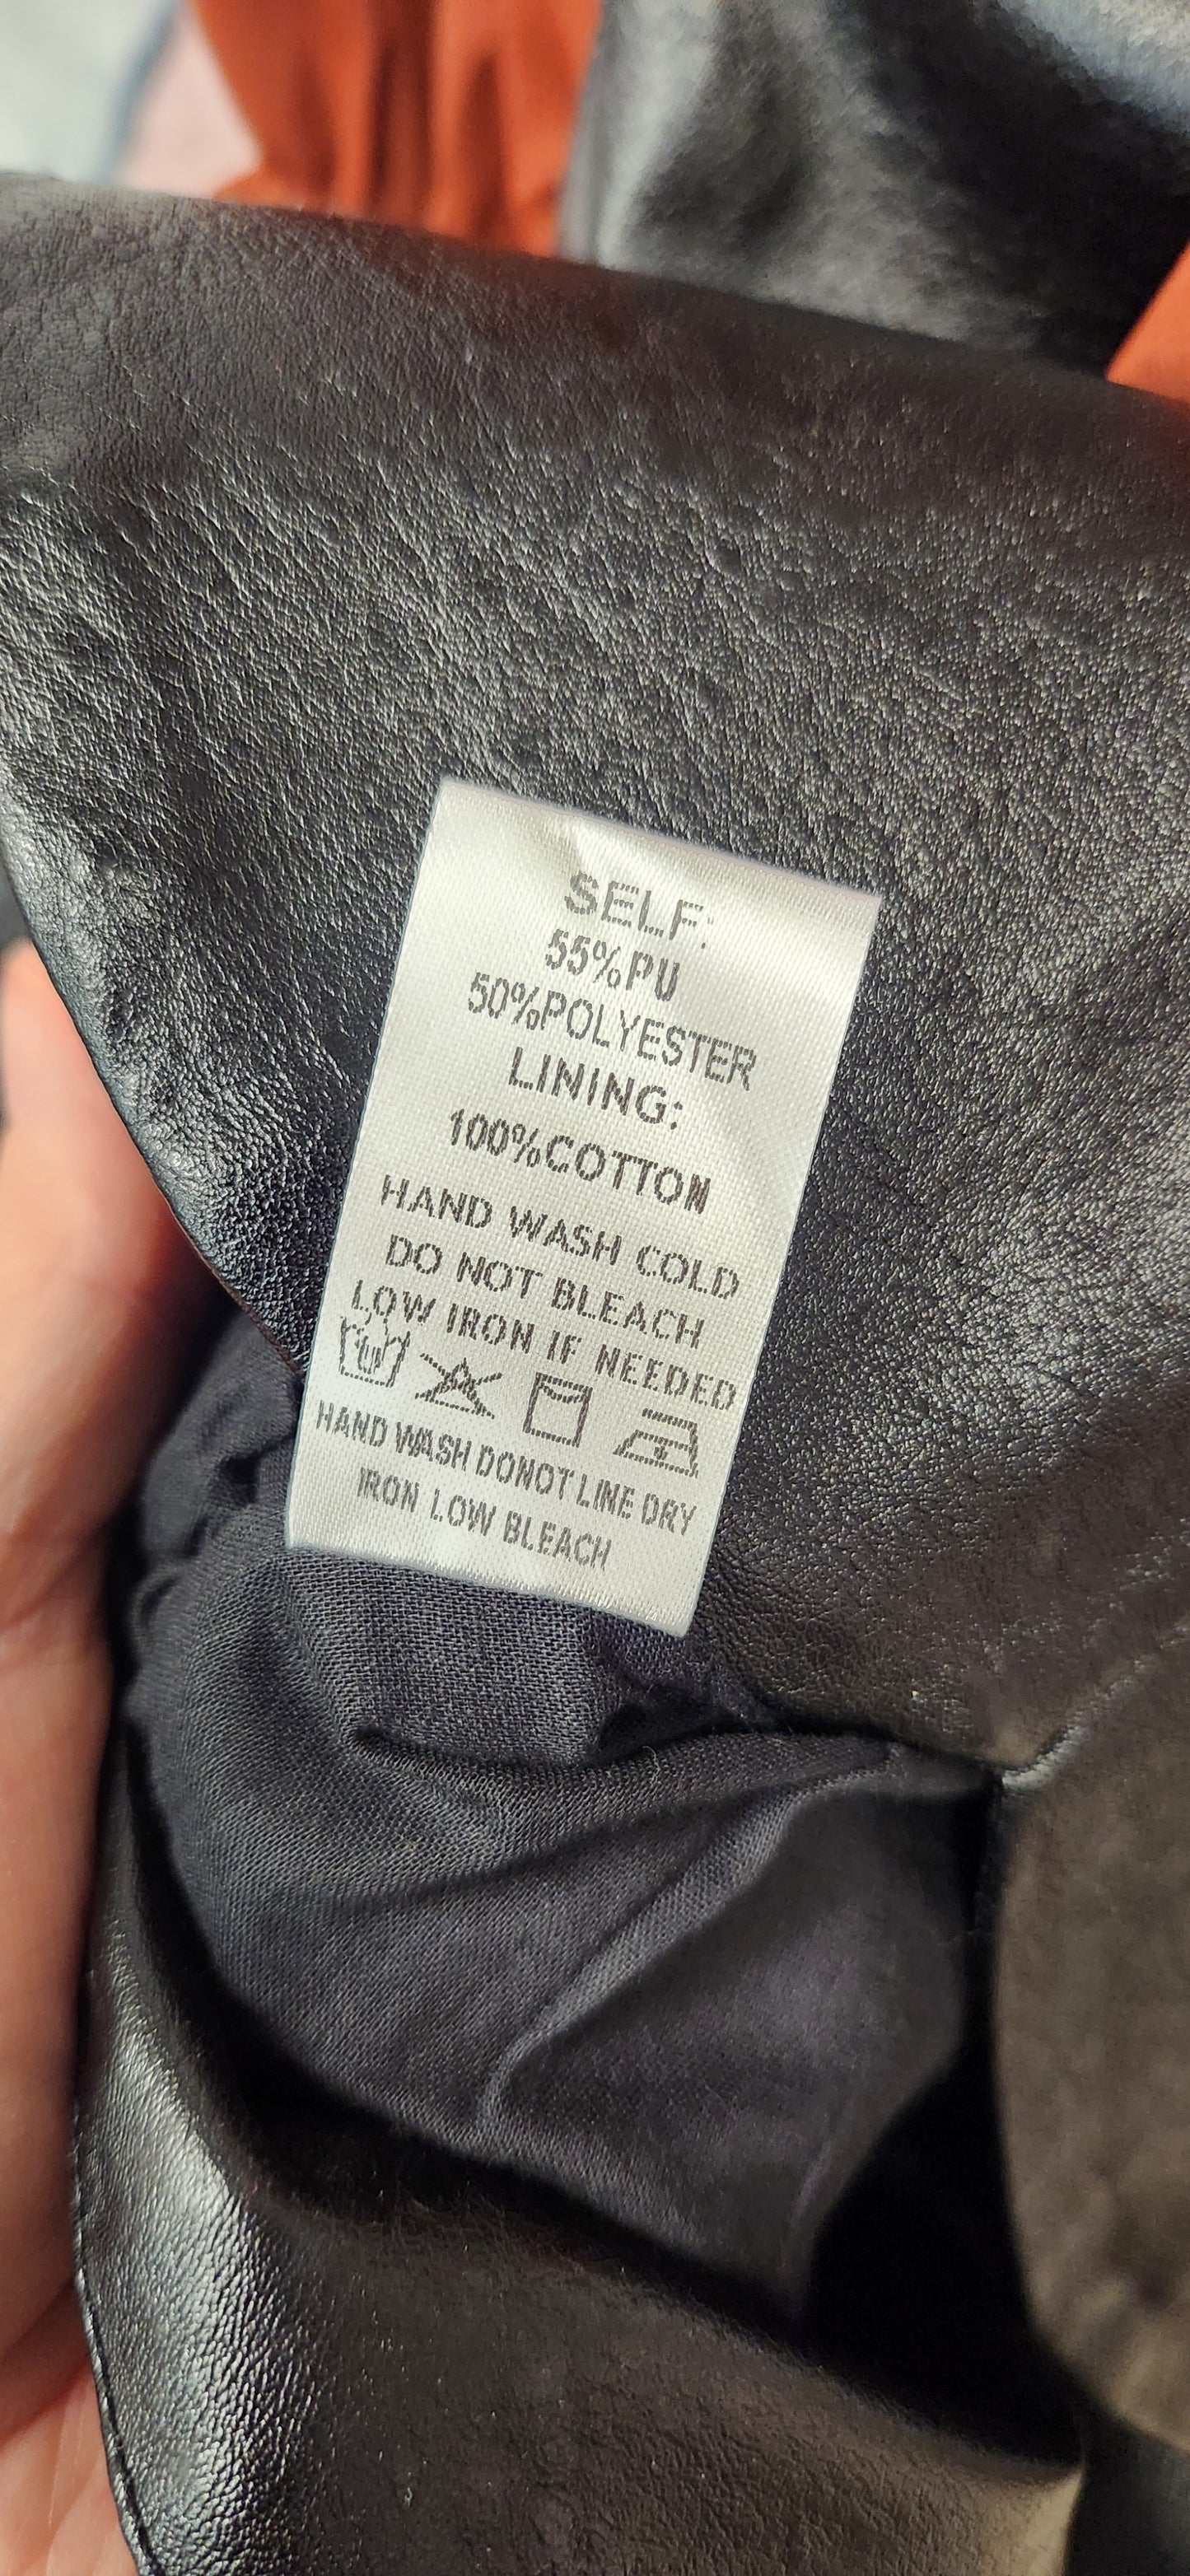 SELF:
55%PU
50%POLYESTER
LINING:
100%COTTON
HAND WASH COLD
DO NOT BLEACH
LOW IRON IF NEEDED
HAND WASH DONOT LINE DRY
IRON LOW BLEACH